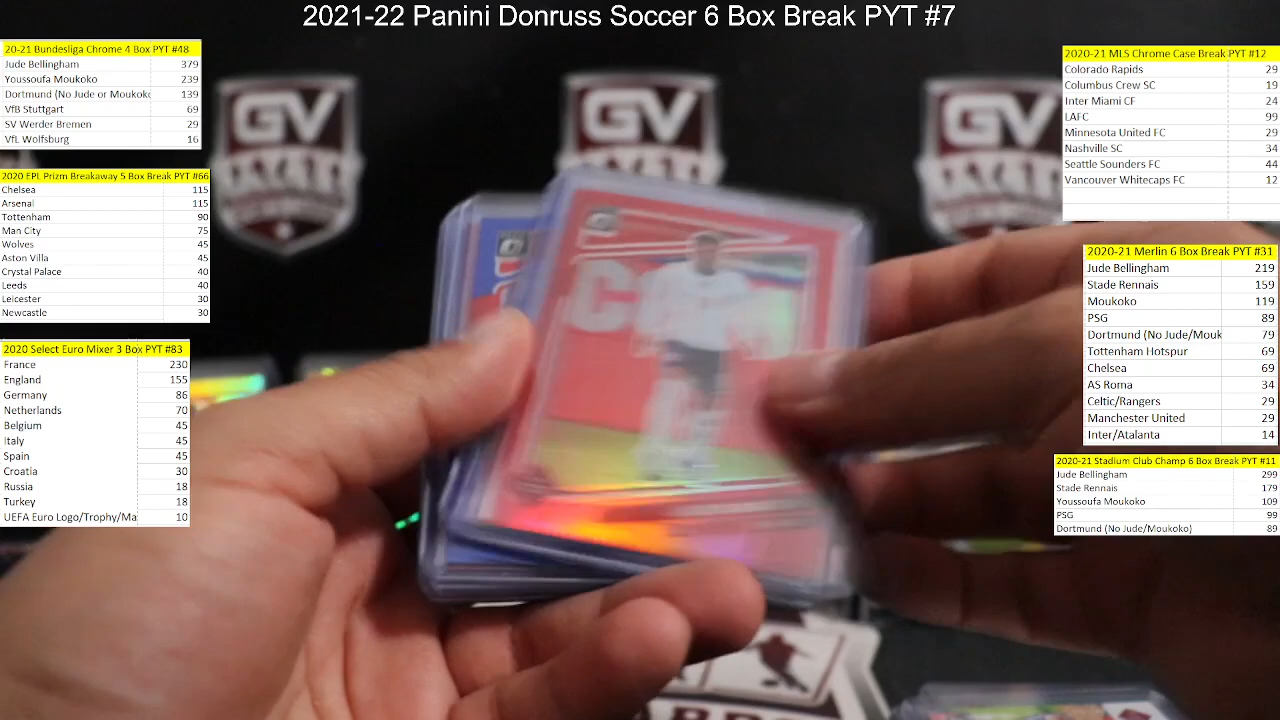 2021-22 Panini Donruss Soccer 6 Box Break PYT #7
20-21 Bundesliga Chrome 4 Box PYT #48
Jude Bellingham 379
Youssoufa Moukoko 239
Dortmund (No Jude or Moukoko 139
VfB Stuttgart 69
SV Werder Bremen 29
VfL Wolfsburg 16
2020 EPL Prizm Breakaway 5 Box Break PYT #66
Chelsea 115
Arsenal 115
Tottenham 90
Man City 75
Wolves 45
Aston Villa 45
Crystal Palace 40
Leeds 40
Leicester 30
Newcastle 30
2020 Select Euro Mixer 3 Box PYT #83
France 230
England 155
Germany 86
Netherlands 70
Belgium 45
Italy 45
Spain 45
Croatia 30
Russia 18
Turkey 18
UEFA Euro Logo/Trophy/Ma 10
GV
GV
GV
2020-21 MLS Chrome Case Break PYT #12
Colorado Rapids 29
Columbus Crew SC 19
Inter Miami CF 24
LAFC 99
Minnesota United FC 29
Nashville SC 34
Seattle Sounders FC 44
Vancouver Whitecaps FC 12
2020-21 Merlin 6 Box Break PYT #31
Jude Bellingham 219
Stade Rennais 159
Moukoko 119
PSG 89
Dortmund (No Jude/Mouk 79
Tottenham Hotspur 69
Chelsea 69
AS Roma 34
Celtic/Rangers 29
Manchester United 29
Inter/Atalanta 14
2020-21 Stadium Club Champ 6 Box Break PYT #11
Jude Bellingham 299
Stade Rennais 179
Youssoufa Moukoko 109
PSG 99
Dortmund (No Jude/Moukoko) 89